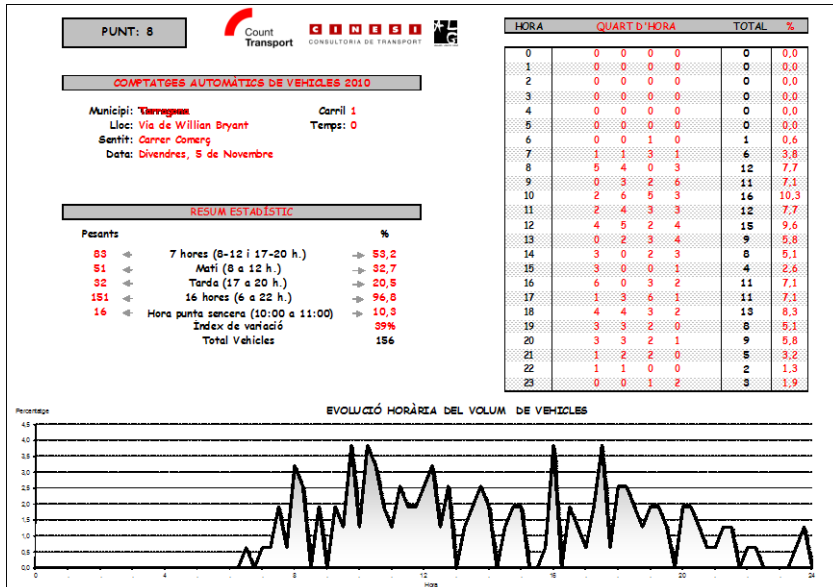 PUNT: 8
Count Transport
CINESI
CONSULTORIA DE TRANSPORT
COMPTATGES AUTOMÀTICS DE VEHICLES 2010
Municipi: Carril 1
Lloc: Via de Willian Bryant Temps: 0
Sentit: Carrer Comerç
Data: Divendres, 5 de Novembre
RESUM ESTADÍSTIC
Pesants %
83 7 hores (8-12 i 17-20 h.) 53,2
51 Matí (8 a 12 h.) 32,7
32 Tarda (17 a 20 h.) 20,5
151 16 hores (6 a 22 h.) 96,8
16 Hora punta sencera (10:00 a 11:00) 10,3
Índex de variació 39%
Total Vehicles 156
HORA QUART D'HORA TOTAL %
0 0 0 0 0 0 0,0
1 0 0 0 0 0 0,0
2 0 0 0 0 0 0,0
3 0 0 0 0 0 0,0
4 0 0 0 0 0 0,0
5 0 0 0 0 0 0,0
6 0 0 1 0 1 0,6
7 1 1 3 1 6 3,8
8 5 4 0 3 12 7,7
9 0 3 2 6 11 7,1
10 2 6 5 3 16 10,3
11 2 4 3 3 12 7,7
12 4 5 2 4 15 9,6
13 0 2 3 4 9 5,8
14 3 0 2 3 8 5,1
15 3 0 0 1 4 2,6
16 6 0 3 2 11 7,1
17 1 3 6 1 11 7,1
18 4 4 3 2 13 8,3
19 3 3 2 0 8 5,1
20 3 3 2 1 9 5,8
21 1 2 2 0 5 3,2
22 1 1 0 0 2 1,3
23 0 0 1 2 3 1,9
Percentatge
EVOLUCIÓ HORÀRIA DEL VOLUM DE VEHICLES
4,5
4,0
3,5
3,0
2,5
2,0
1,5
1,0
0,5
0,0
0 4 8 12 16 20 24
Hora